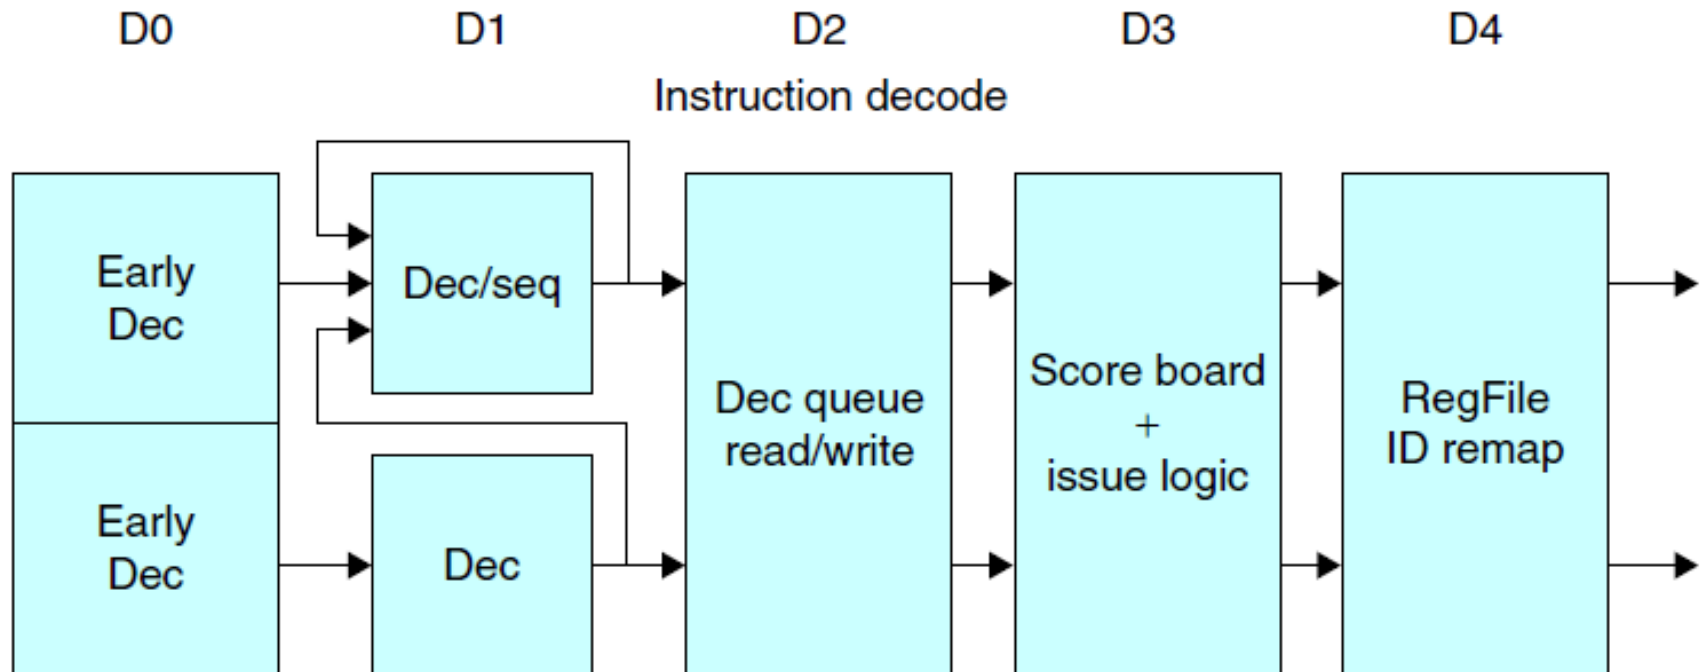 D0 D1 D2 D3 D4
Instruction decode
Early
Dec
Early
Dec
Dec/seq
Dec
Dec queue
read/write
Score board
+
issue logic
RegFile
ID remap